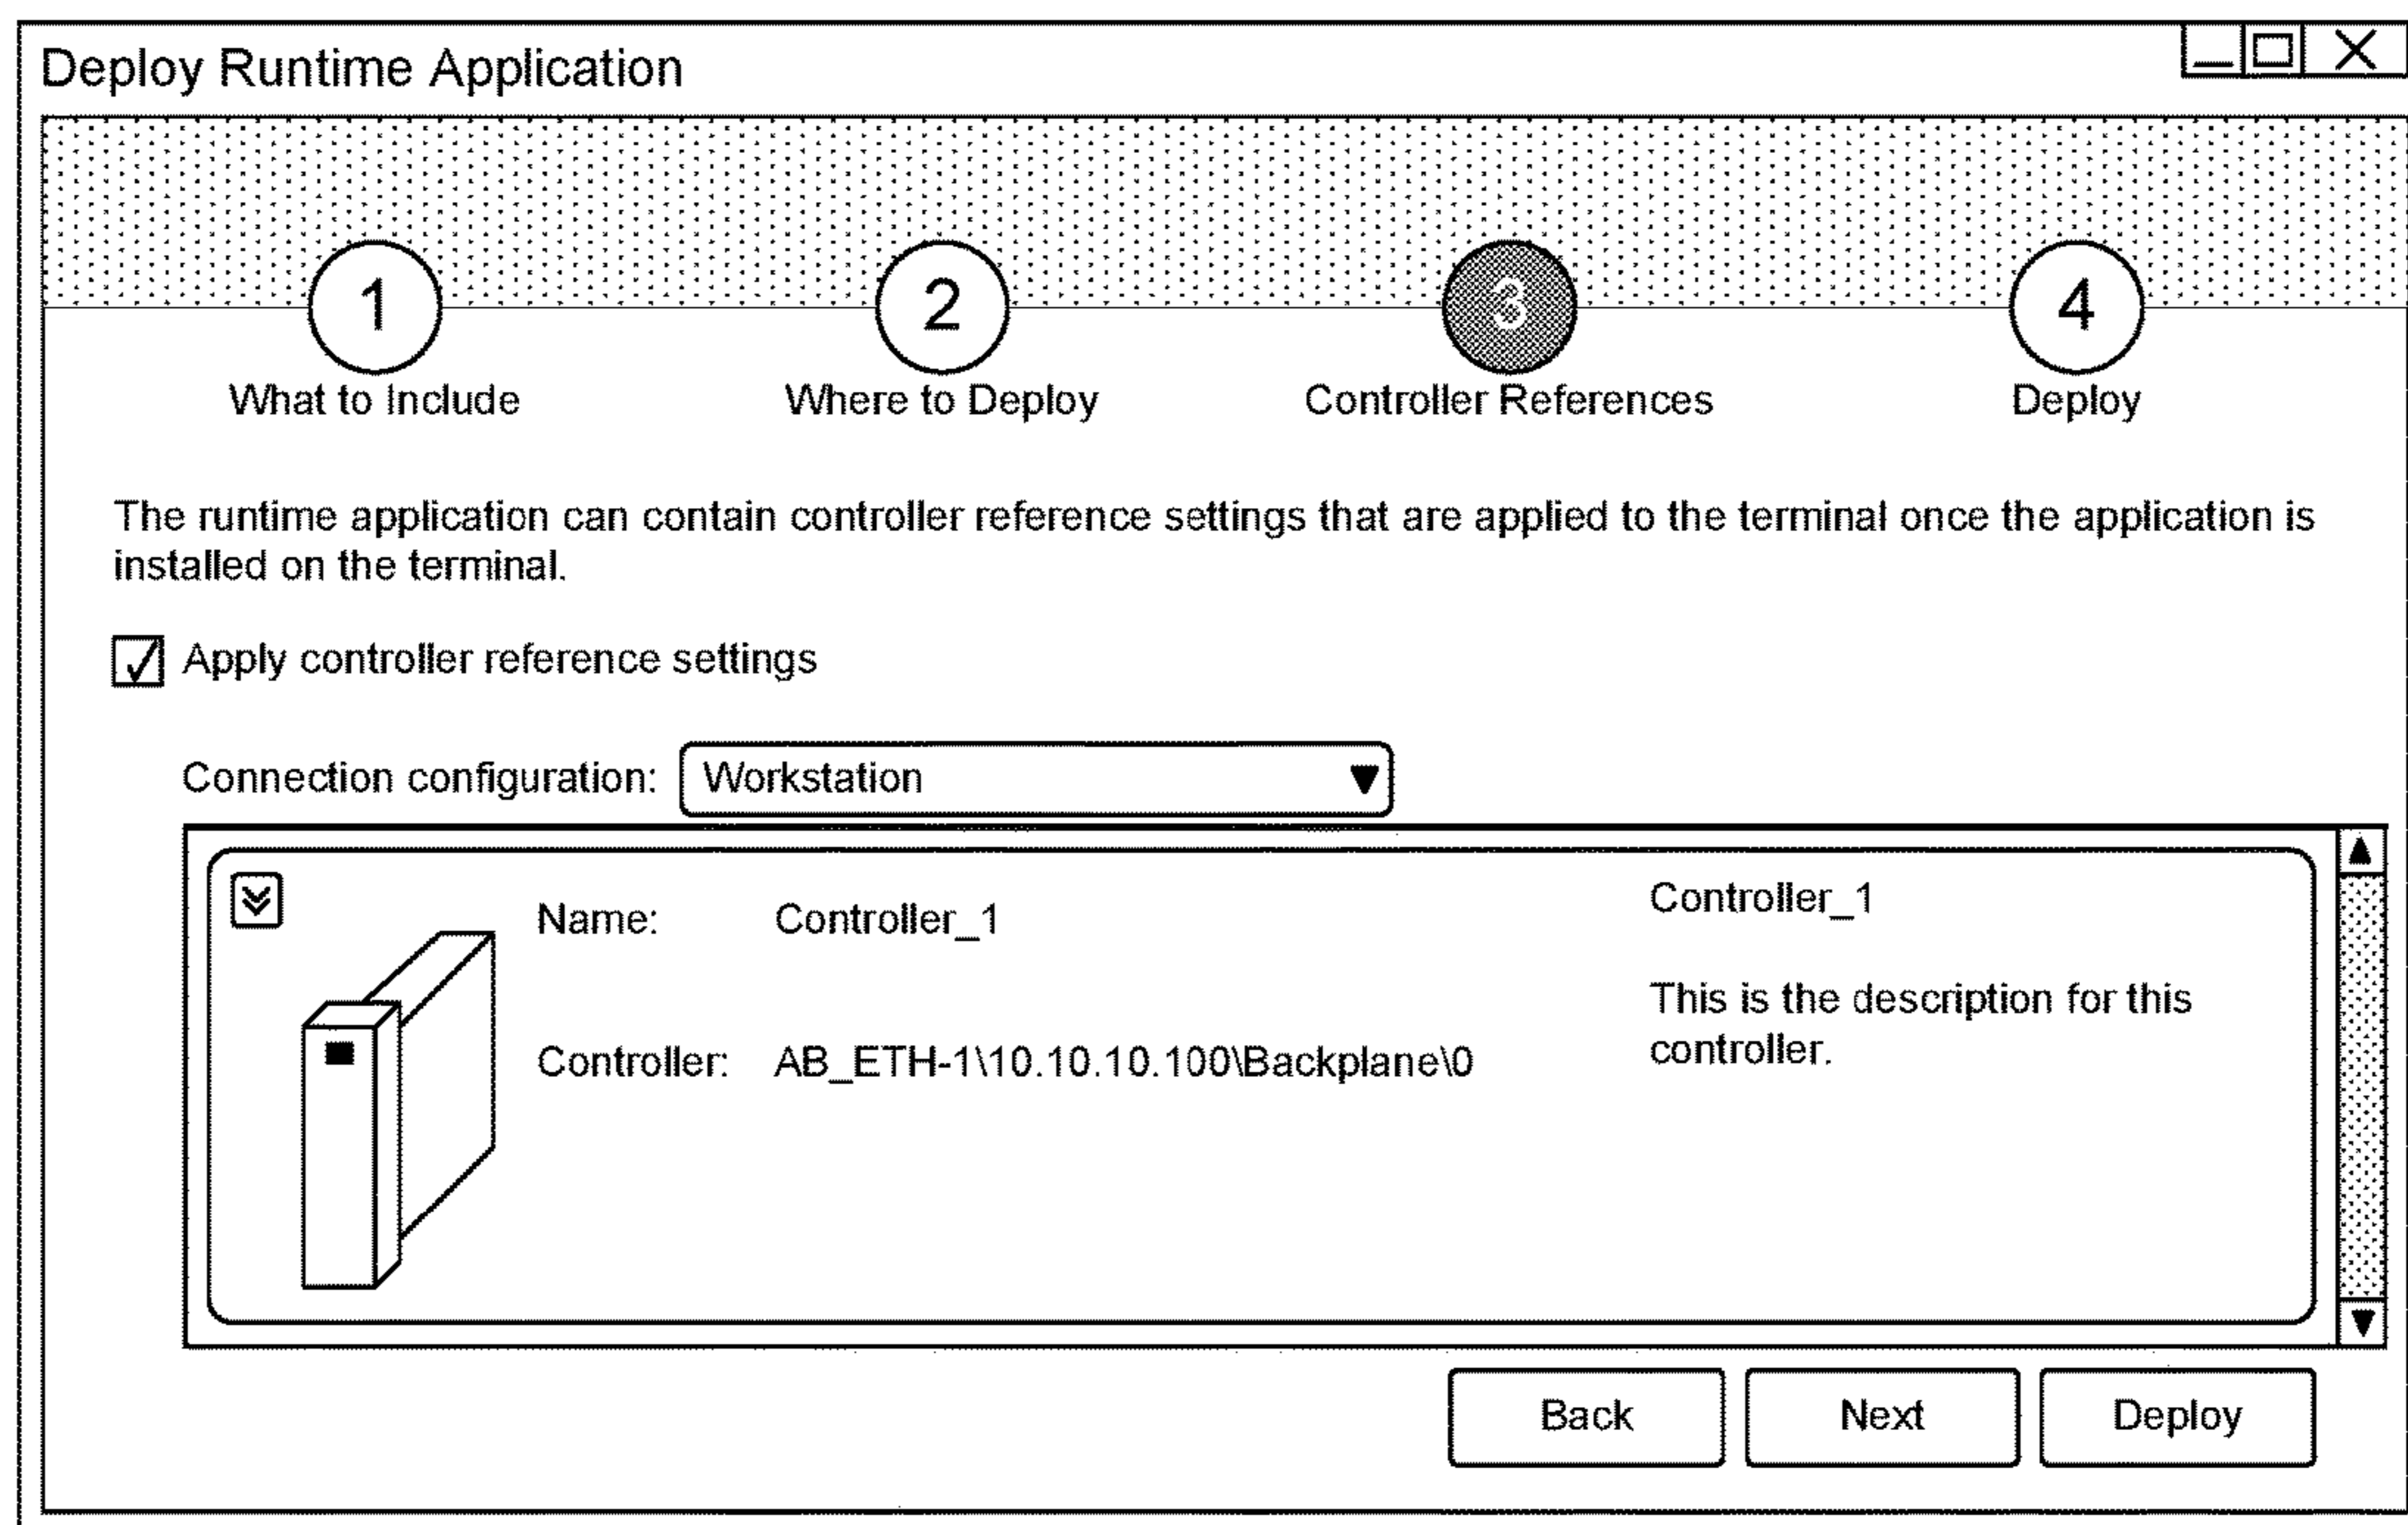 Deploy Runtime Application
1
2
3
4
What to Include
Where to Deploy
Controller References
Deploy
The runtime application can contain controller reference settings that are applied to the terminal once the application is
installed on the terminal.
Apply controller reference settings
Connection configuration:
Workstation
Name:
Controller_1
Controller:
AB_ETH-1\10.10.10.100\Backplane\0
Controller_1
This is the description for this
controller.
Back
Next
Deploy